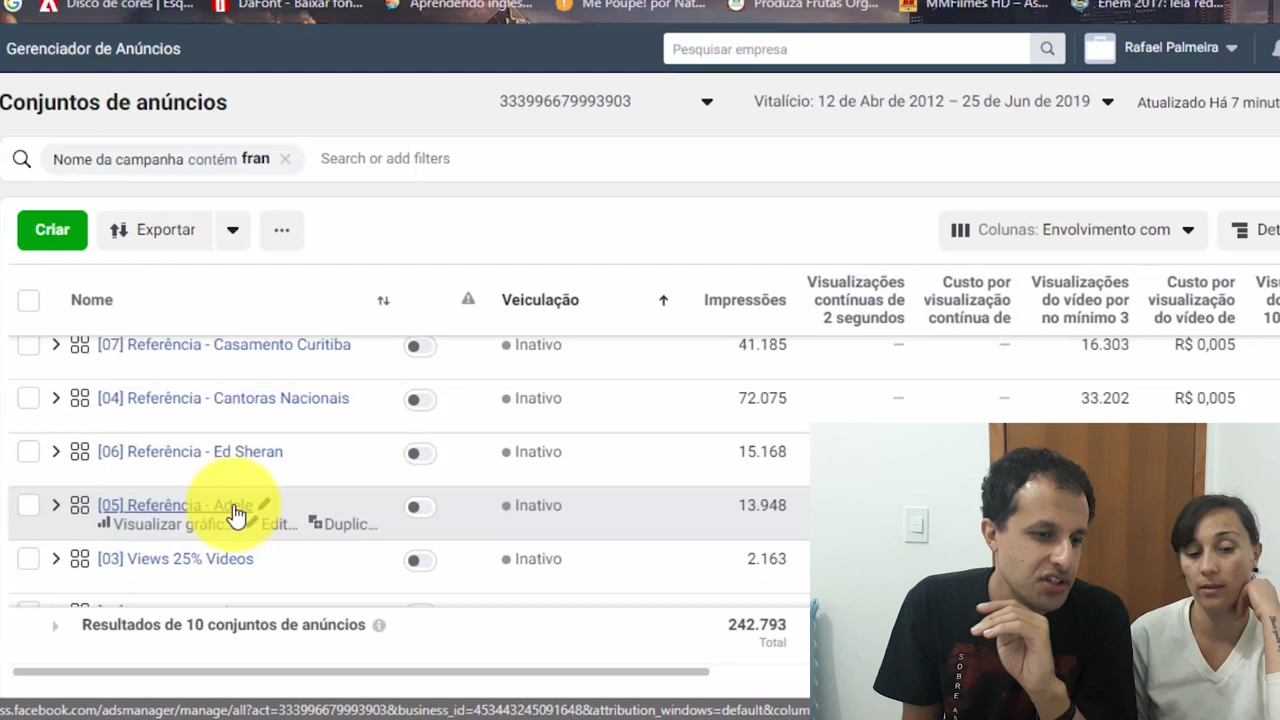 Disco de cores | Esq...
DaFont - Baixar fon...
Aprendendo inglês...
Me Poupe! por Nat...
Produza Frutas Org...
MMFilmes HD – As...
Enem 2017: leia red...
Gerenciador de Anúncios
Pesquisar empresa
Rafael Palmeira
Conjuntos de anúncios
333996679993903
Vitalício: 12 de Abr de 2012 – 25 de Jun de 2019
Atualizado Há 7 minut
Nome da campanha contém fran
Search or add filters
Criar
Exportar
Colunas: Envolvimento com
Det
Nome
Veiculação
Impressões
Visualizações
contínuas de
2 segundos
Custo por
visualização
contínua de
Visualizações
do vídeo por
no mínimo 3
Custo por
visualização
do vídeo de
Vis
do
10
[07] Referência - Casamento Curitiba
Inativo
41.185
—
—
16.303
R$ 0,005
[04] Referência - Cantoras Nacionais
Inativo
72.075
—
—
33.202
R$ 0,005
[06] Referência - Ed Sheran
Inativo
15.168
[05] Referência - Adele
Inativo
13.948
Visualizar gráfic
Edit...
Duplic...
[03] Views 25% Videos
Inativo
2.163
Resultados de 10 conjuntos de anúncios
242.793
Total
SOBRE
ss.facebook.com/adsmanager/manage/all?act=333996679993903&business_id=453443245091648&attribution_windows=default&colum